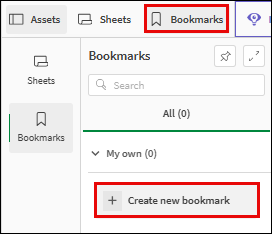 Assets Sheets Bookmarks
Bookmarks
Sheets
Search
Bookmarks
All (0)
My own (0)
Create new bookmark